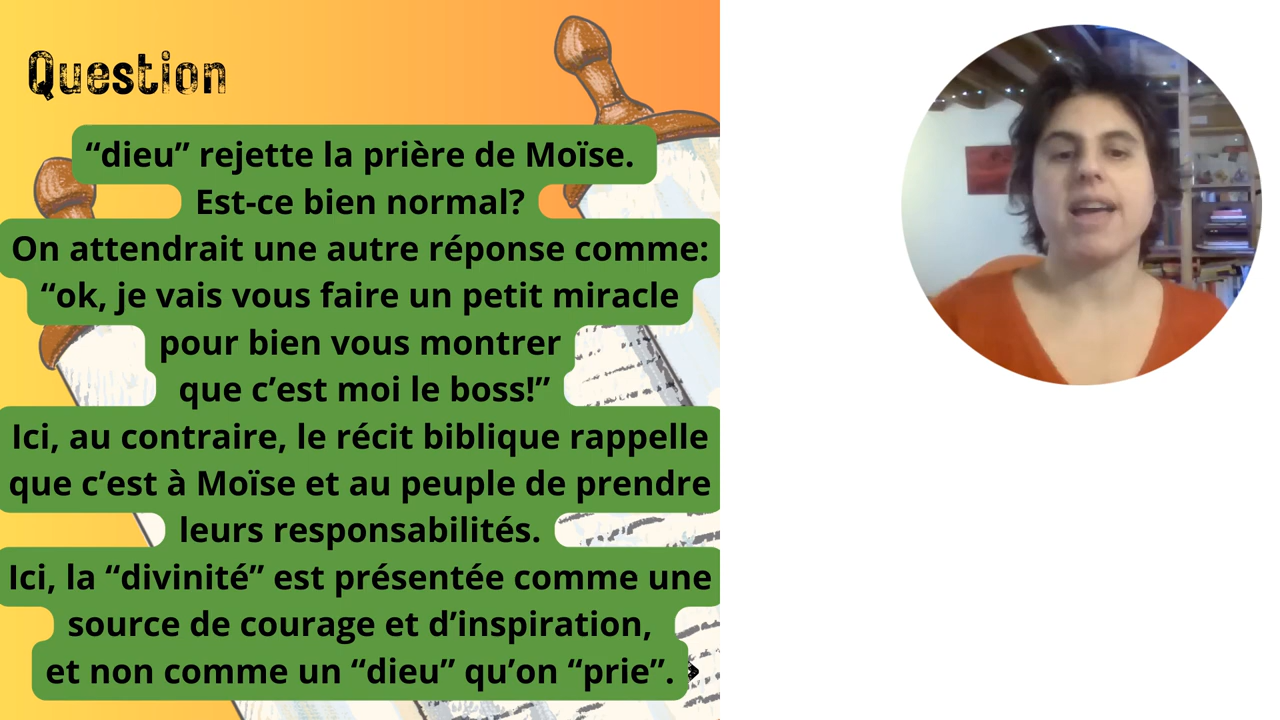 Question
“dieu” rejette la prière de Moïse.
Est-ce bien normal?
On attendrait une autre réponse comme:
“ok, je vais vous faire un petit miracle
pour bien vous montrer
que c’est moi le boss!”
Ici, au contraire, le récit biblique rappelle
que c’est à Moïse et au peuple de prendre
leurs responsabilités.
Ici, la “divinité” est présentée comme une
source de courage et d’inspiration,
et non comme un “dieu” qu’on “prie”.